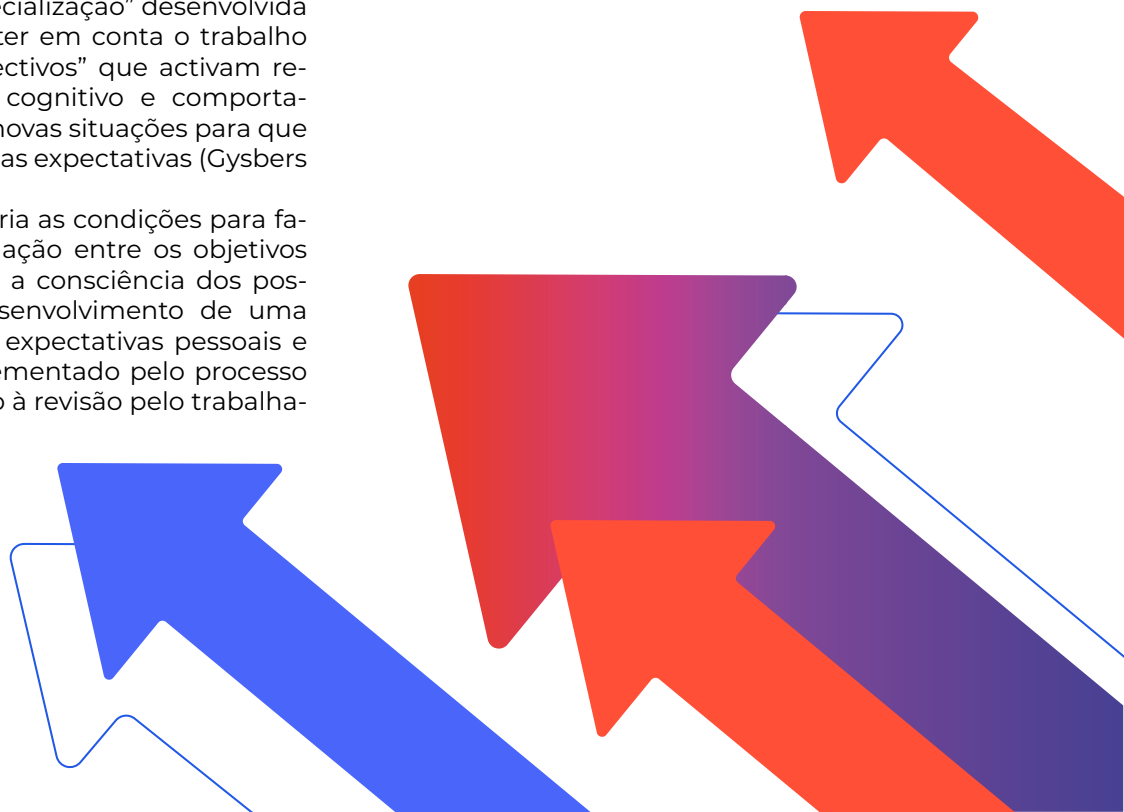 cialização” desenvolvida
ter em conta o trabalho
ectivos” que activam re-
cognitivo e comporta-
novas situações para que
as expectativas (Gysbers
ria as condições para fa-
ação entre os objetivos
a consciência dos pos-
senvolvimento de uma
expectativas pessoais e
ementado pelo processo
o à revisão pelo trabalha-